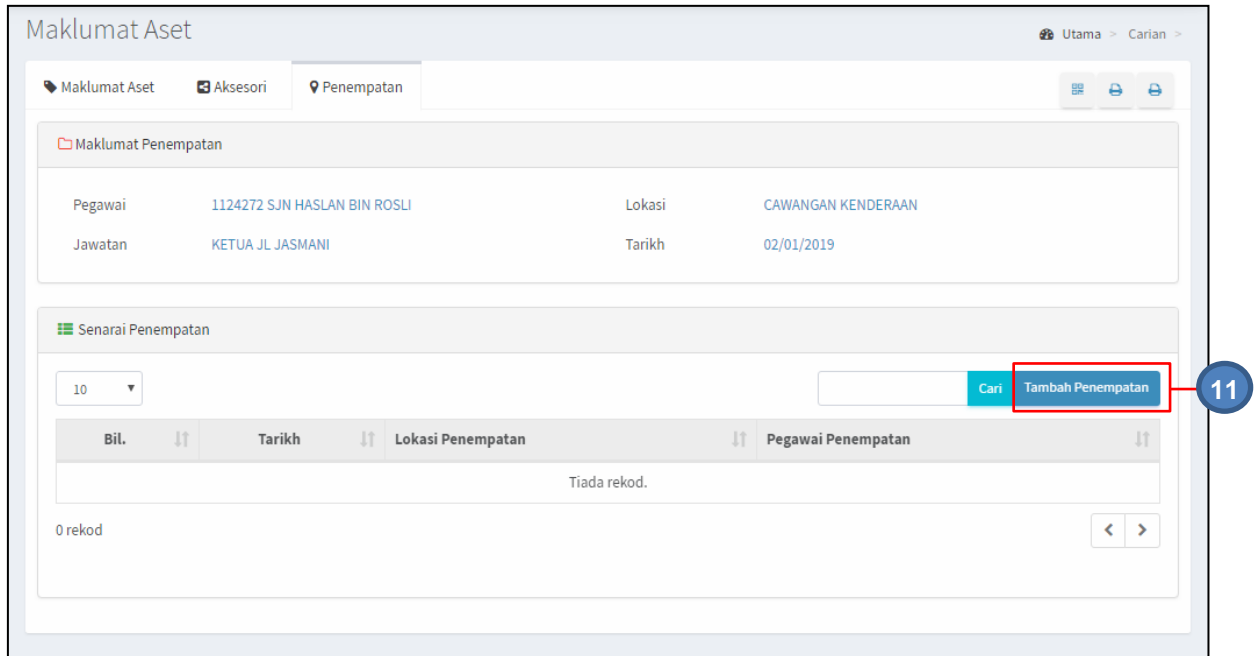 Maklumat Aset
Utama > Carian >
Maklumat Aset Aksesori Penempatan
Maklumat Penempatan
Pegawai 1124272 SJN HASLAN BIN ROSLI Lokasi CAWANGAN KENDERAAN
Jawatan KETUA JL JASMANI Tarikh 02/01/2019
Senarai Penempatan
10 Cari Tambah Penempatan 11
Bil. Tarikh Lokasi Penempatan Pegawai Penempatan
Tiada rekod.
0 rekod